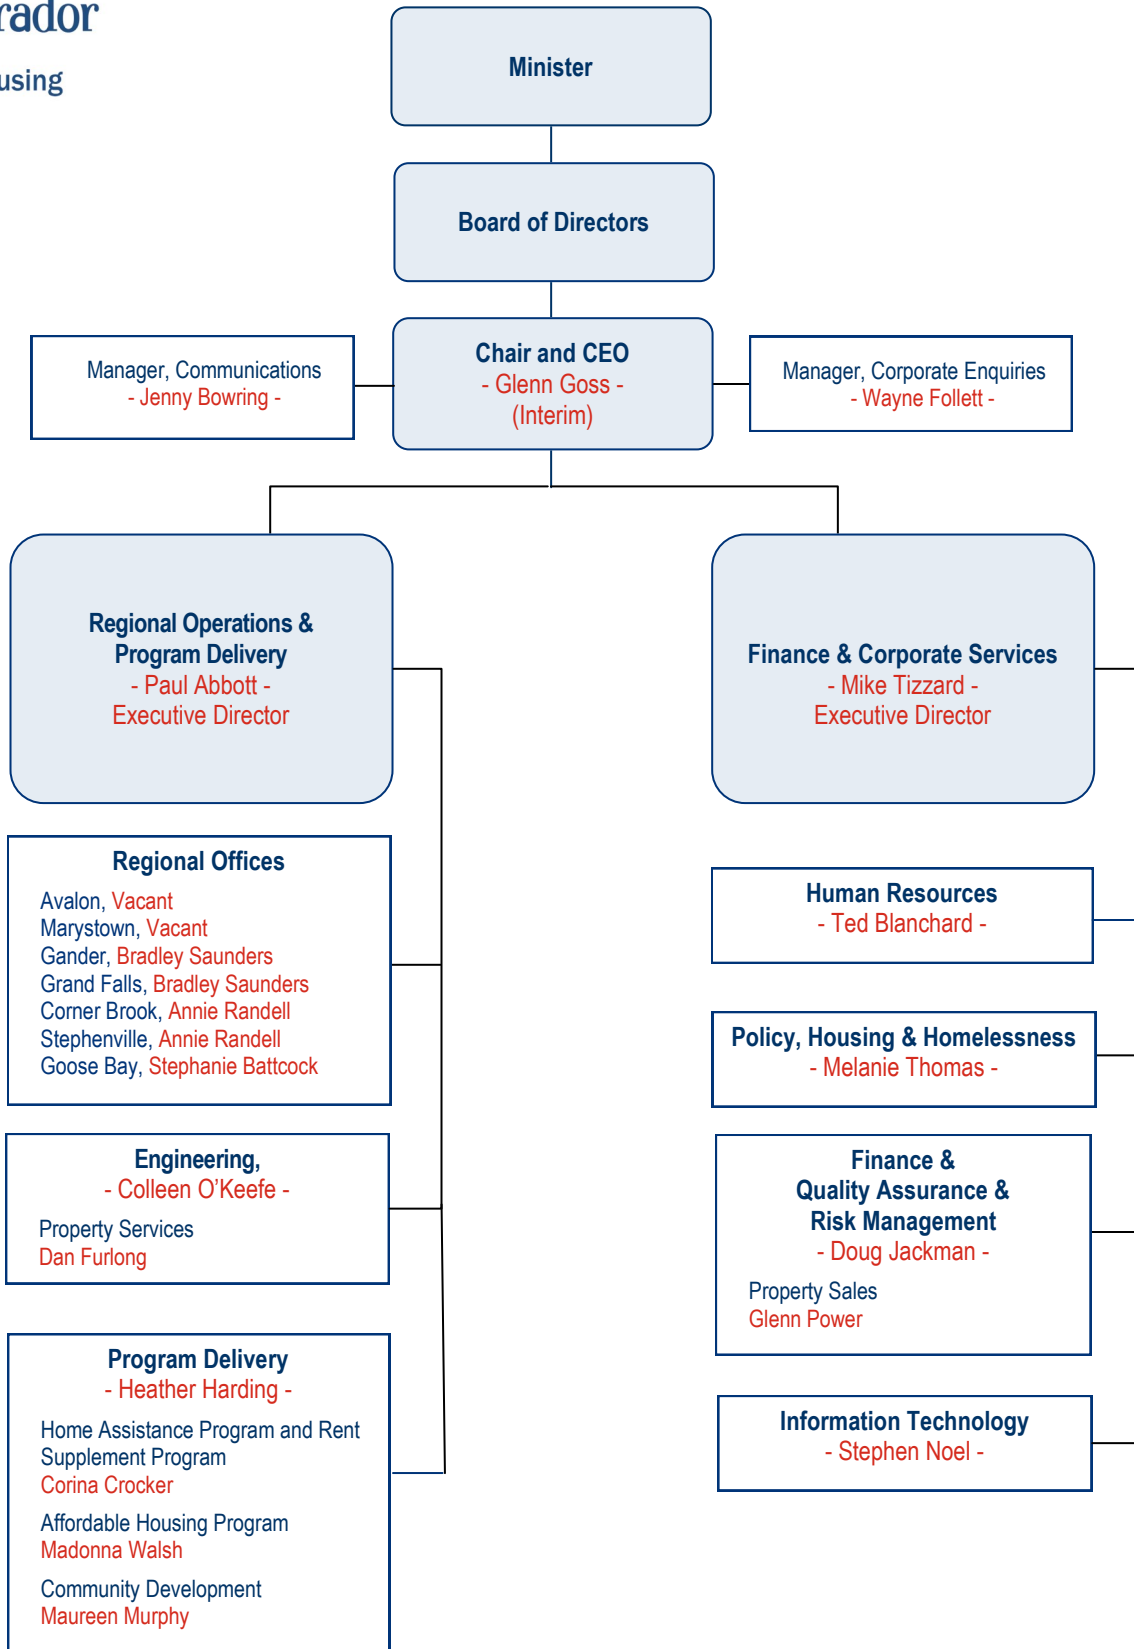 rador
using
Minister
Board of Directors
Chair and CEO
- Glenn Goss -
(Interim)
Manager, Communications
- Jenny Bowring -
Manager, Corporate Enquiries
- Wayne Follett -
Regional Operations &
Program Delivery
- Paul Abbott -
Executive Director
Finance & Corporate Services
- Mike Tizzard -
Executive Director
Regional Offices
Avalon, Vacant
Marystown, Vacant
Gander, Bradley Saunders
Grand Falls, Bradley Saunders
Corner Brook, Annie Randell
Stephenville, Annie Randell
Goose Bay, Stephanie Battcock
Engineering,
- Colleen O'Keefe -
Property Services
Dan Furlong
Program Delivery
- Heather Harding -
Home Assistance Program and Rent
Supplement Program
Corina Crocker
Affordable Housing Program
Madonna Walsh
Community Development
Maureen Murphy
Human Resources
- Ted Blanchard -
Policy, Housing & Homelessness
- Melanie Thomas -
Finance &
Quality Assurance &
Risk Management
- Doug Jackman -
Property Sales
Glenn Power
Information Technology
- Stephen Noel -